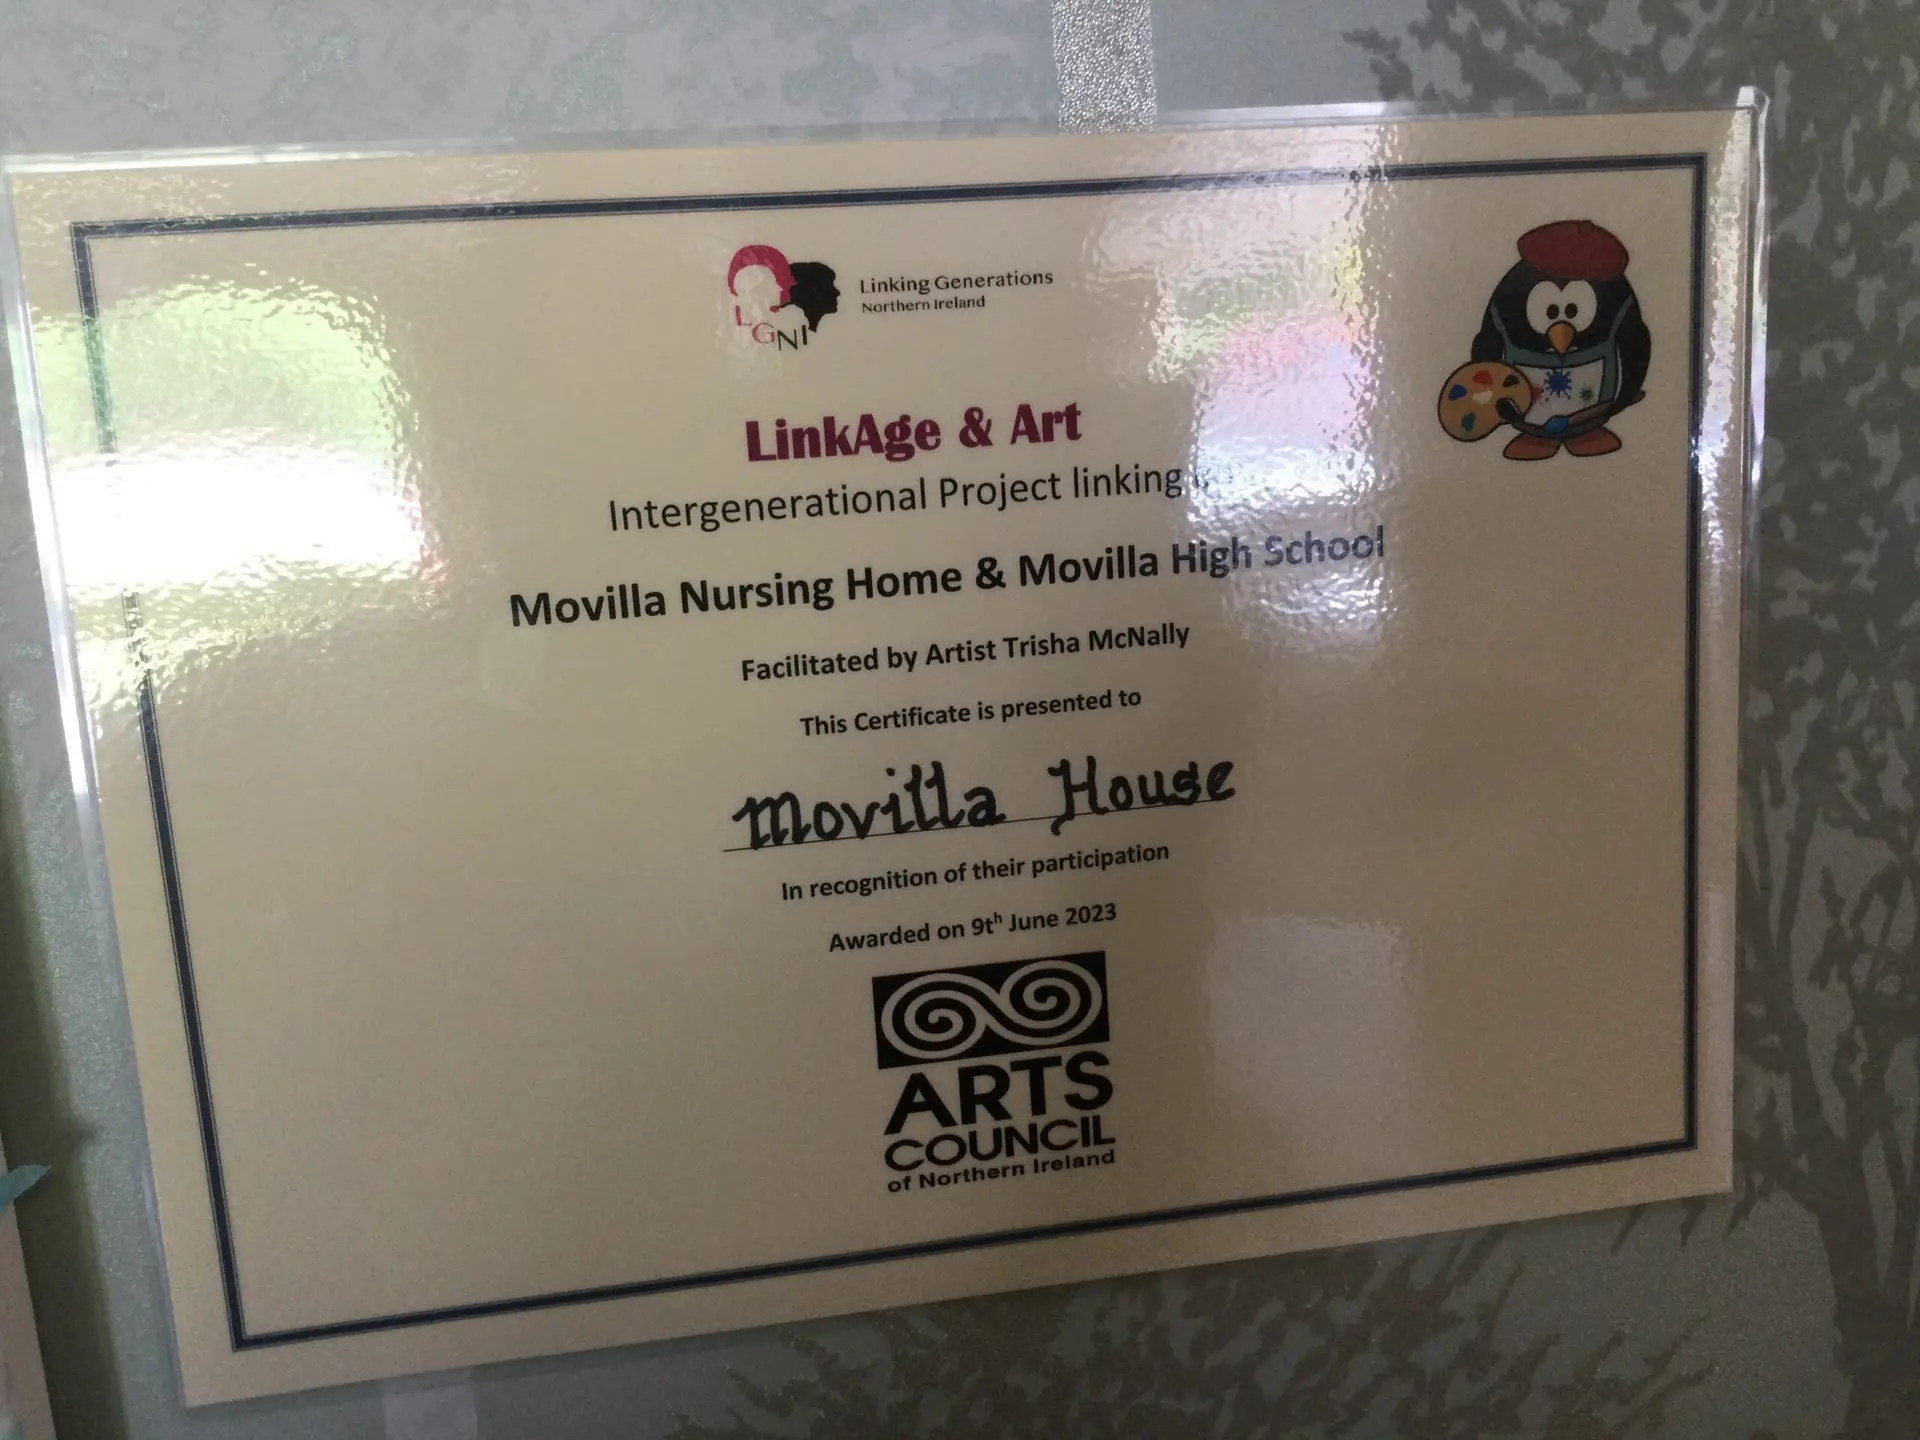 LGNI
Linking Generations
Northern Ireland
LinkAge & Art
Intergenerational Project linking
Movilla Nursing Home & Movilla High School
Facilitated by Artist Trisha McNally
This Certificate is presented to
Movilla House
In recognition of their participation
Awarded on 9th June 2023
ARTS
COUNCIL
of Northern Ireland